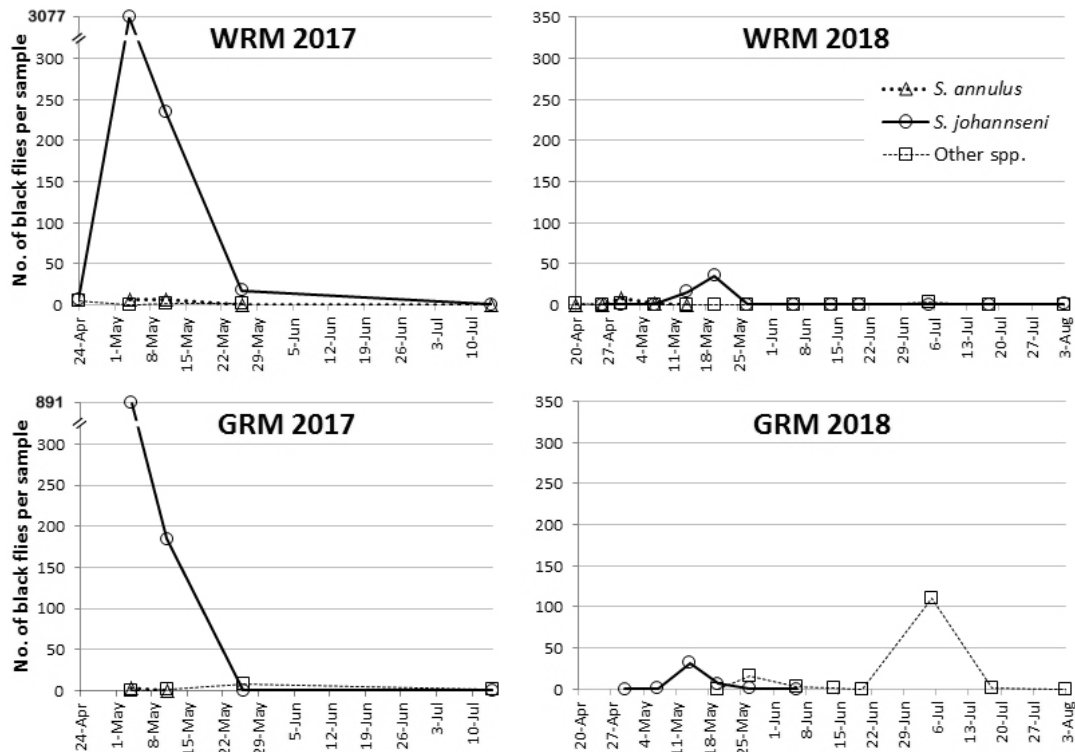 WRM 2017
No. of black flies per sample
3077
300
250
200
150
100
50
0
24-Apr
1-May
8-May
15-May
22-May
29-May
5-Jun
12-Jun
19-Jun
26-Jun
3-Jul
10-Jul
WRM 2018
350
300
250
200
150
100
50
0
S. annulus
S. johannseni
Other spp.
20-Apr
27-Apr
4-May
11-May
18-May
25-May
1-Jun
8-Jun
15-Jun
22-Jun
29-Jun
6-Jul
13-Jul
20-Jul
27-Jul
3-Aug
GRM 2017
No. of black flies per sample
891
300
250
200
150
100
50
0
24-Apr
1-May
8-May
15-May
22-May
29-May
5-Jun
12-Jun
19-Jun
26-Jun
3-Jul
10-Jul
GRM 2018
350
300
250
200
150
100
50
0
20-Apr
27-Apr
4-May
11-May
18-May
25-May
1-Jun
8-Jun
15-Jun
22-Jun
29-Jun
6-Jul
13-Jul
20-Jul
27-Jul
3-Aug